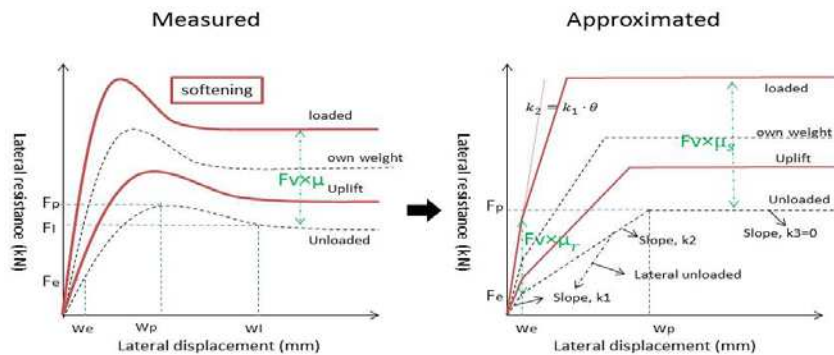 Measured
softening
loaded
own weight
Fv×μ
Uplift
Unloaded
Fp
Fl
Fe
we
wp
wl
Lateral resistance (kN)
Lateral displacement (mm)
Approximated
k₂ = k₁ · θ
loaded
own weight
Fv×μs
Uplift
Unloaded
Fp
Fv×μr
Slope, k2
Slope, k3=0
Lateral unloaded
Fe
Slope, k1
we
wp
Lateral resistance (kN)
Lateral displacement (mm)